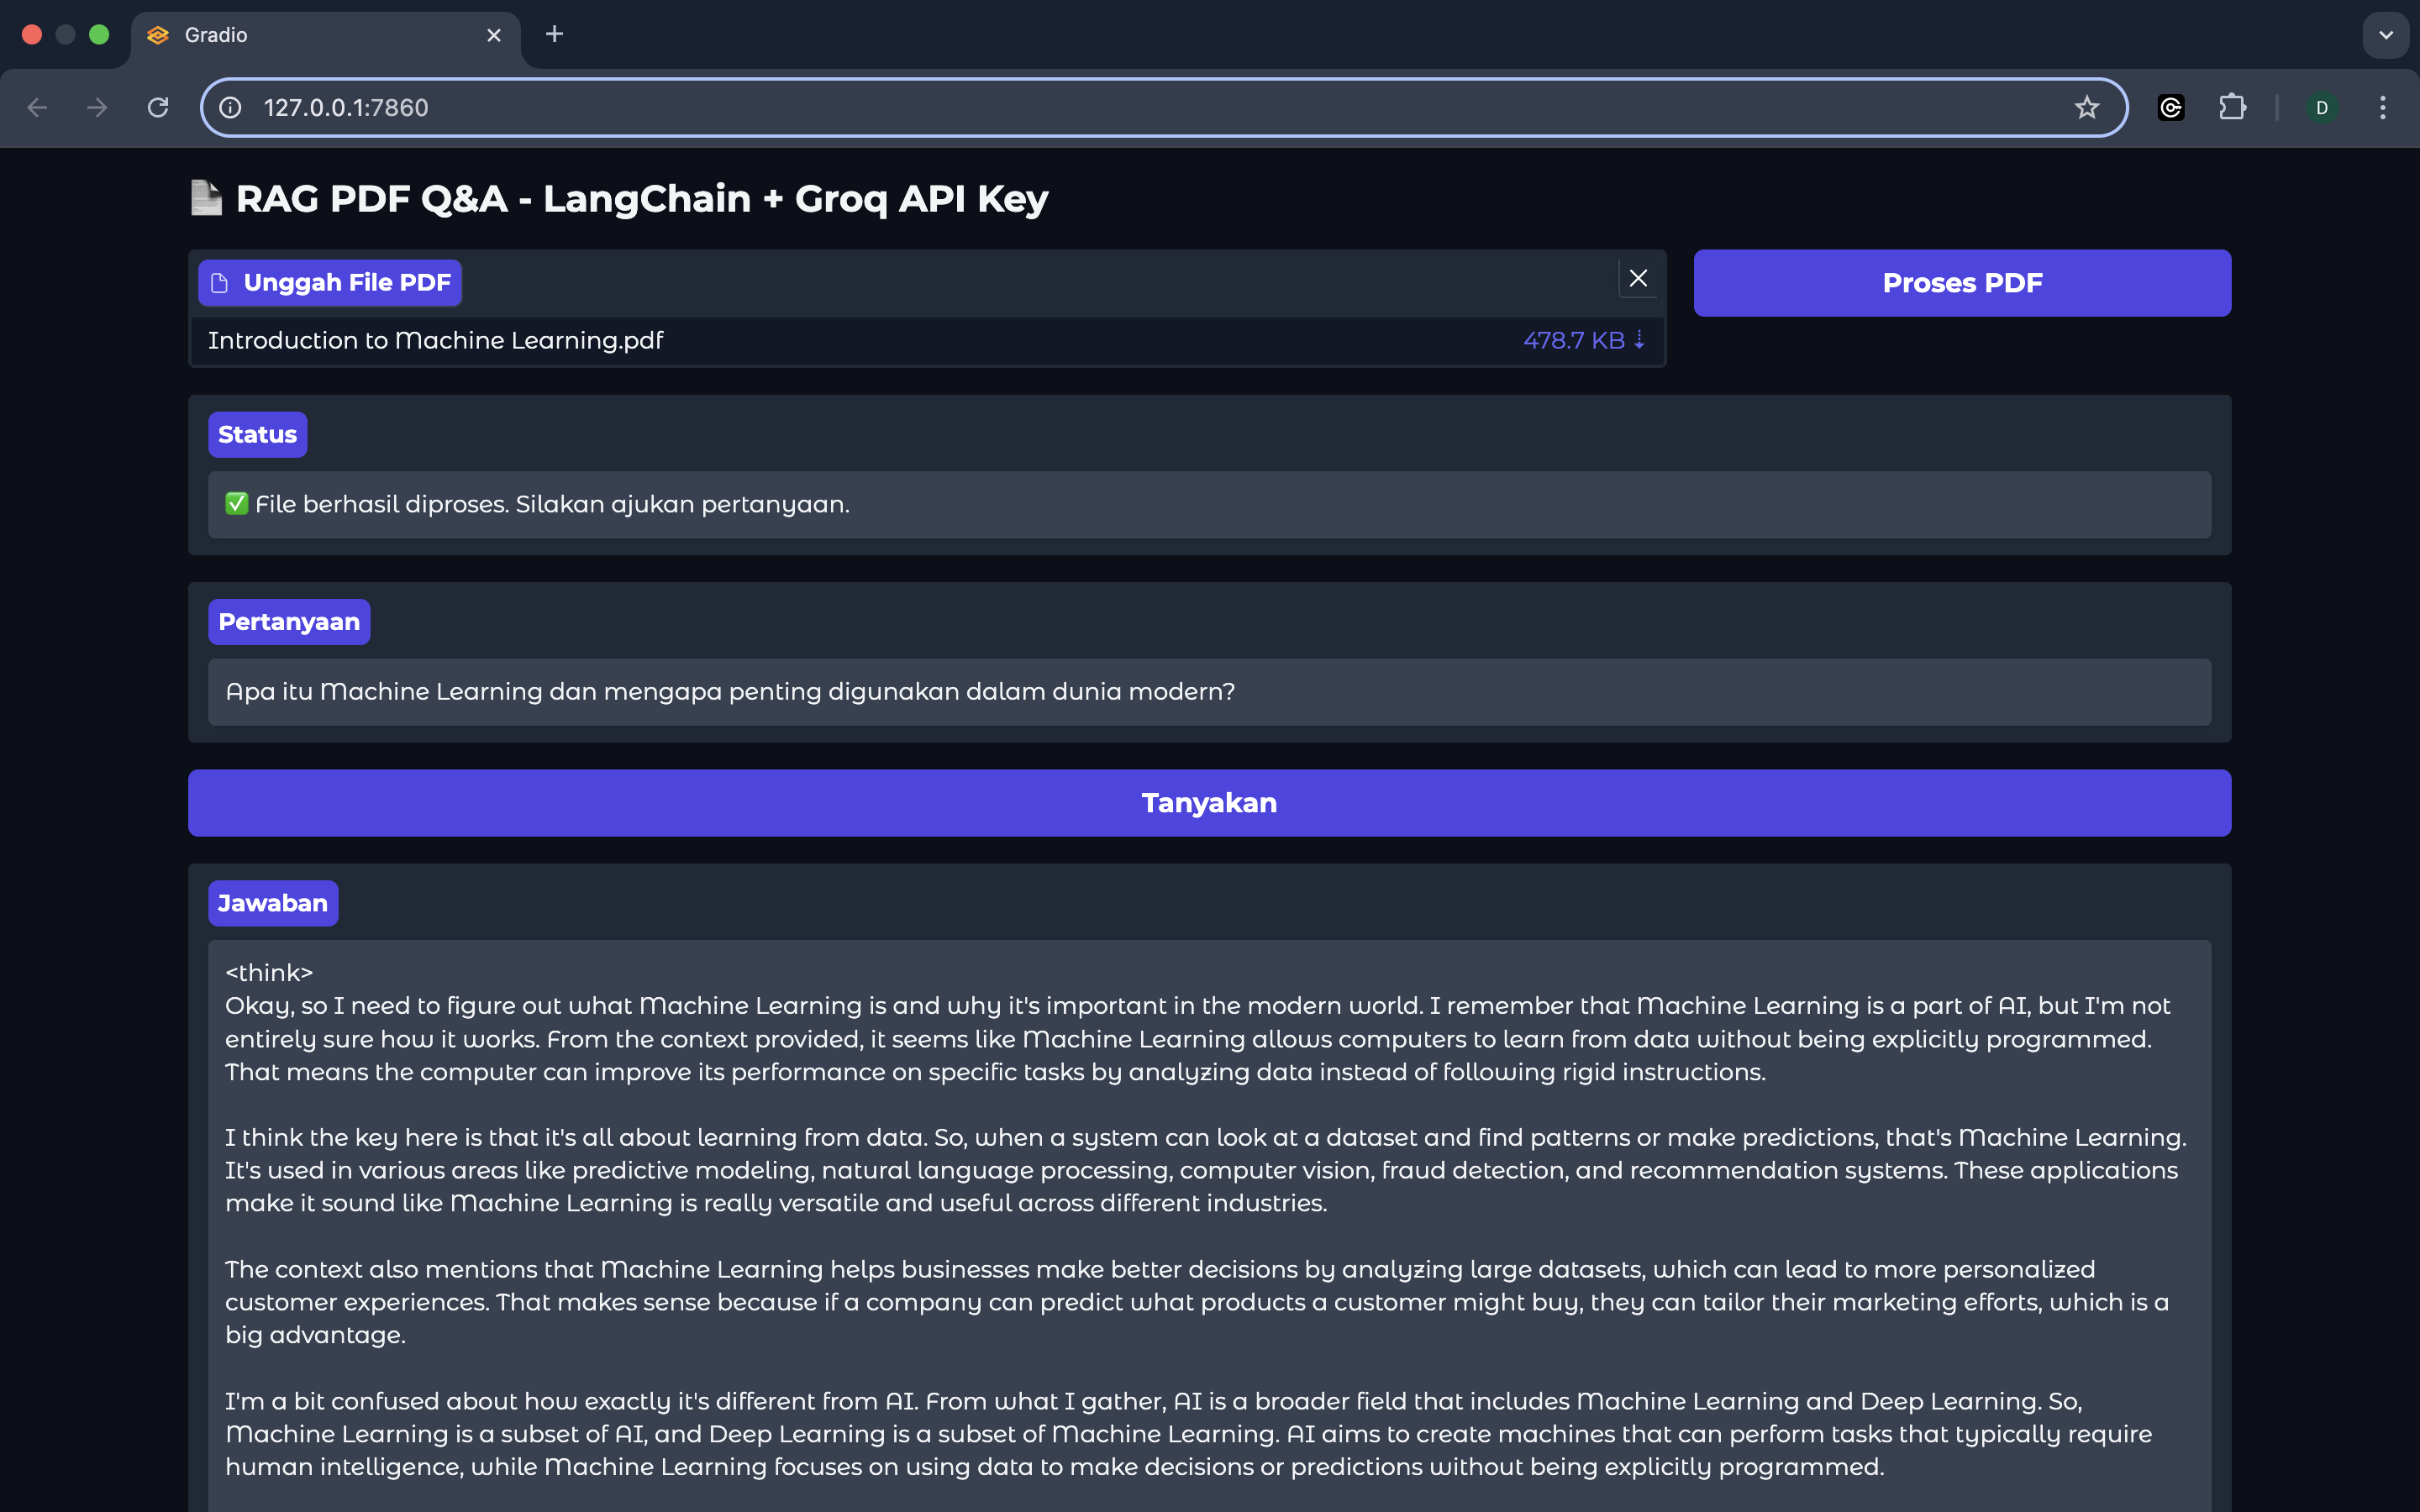 Gradio
127.0.0.1:7860
D
RAG PDF Q&A - LangChain + Groq API Key
Unggah File PDF
Proses PDF
Introduction to Machine Learning.pdf
478.7 KB ⇣
Status
✅ File berhasil diproses. Silakan ajukan pertanyaan.
Pertanyaan
Apa itu Machine Learning dan mengapa penting digunakan dalam dunia modern?
Tanyakan
Jawaban
<think>
Okay, so I need to figure out what Machine Learning is and why it's important in the modern world. I remember that Machine Learning is a part of AI, but I'm not
entirely sure how it works. From the context provided, it seems like Machine Learning allows computers to learn from data without being explicitly programmed.
That means the computer can improve its performance on specific tasks by analyzing data instead of following rigid instructions.
I think the key here is that it's all about learning from data. So, when a system can look at a dataset and find patterns or make predictions, that's Machine Learning.
It's used in various areas like predictive modeling, natural language processing, computer vision, fraud detection, and recommendation systems. These applications
make it sound like Machine Learning is really versatile and useful across different industries.
The context also mentions that Machine Learning helps businesses make better decisions by analyzing large datasets, which can lead to more personalized
customer experiences. That makes sense because if a company can predict what products a customer might buy, they can tailor their marketing efforts, which is a
big advantage.
I'm a bit confused about how exactly it's different from AI. From what I gather, AI is a broader field that includes Machine Learning and Deep Learning. So,
Machine Learning is a subset of AI, and Deep Learning is a subset of Machine Learning. AI aims to create machines that can perform tasks that typically require
human intelligence, while Machine Learning focuses on using data to make decisions or predictions without being explicitly programmed.